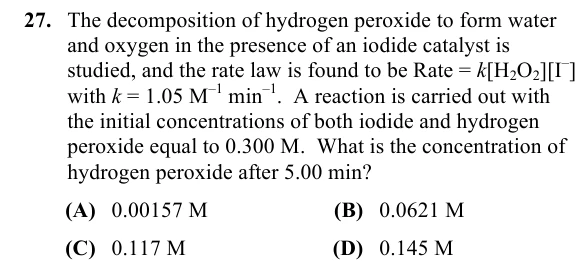 27. The decomposition of hydrogen peroxide to form water
and oxygen in the presence of an iodide catalyst is
studied, and the rate law is found to be Rate = k[H₂O₂][I⁻]
with k = 1.05 M⁻¹ min⁻¹. A reaction is carried out with
the initial concentrations of both iodide and hydrogen
peroxide equal to 0.300 M. What is the concentration of
hydrogen peroxide after 5.00 min?
(A) 0.00157 M (B) 0.0621 M
(C) 0.117 M (D) 0.145 M